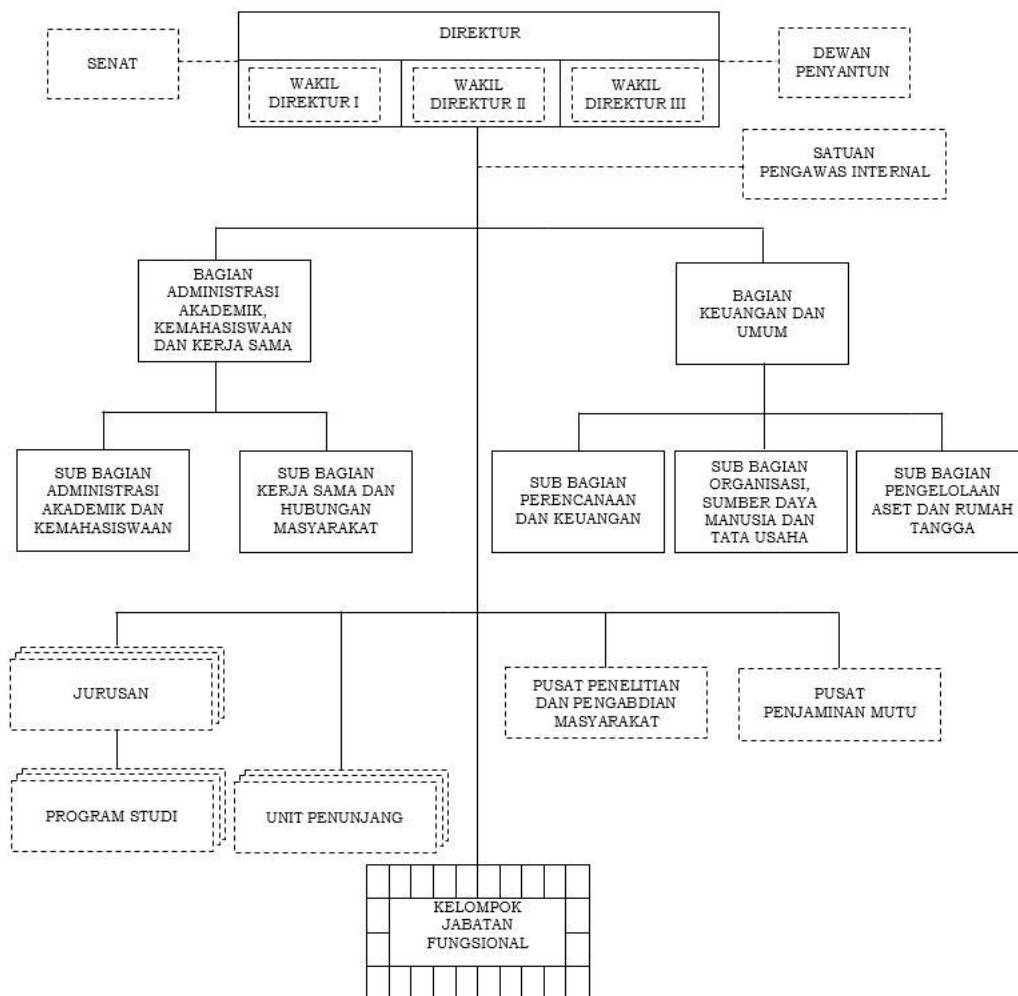 DIREKTUR
SENAT
DEWAN
PENYANTUN
WAKIL
DIREKTUR I
WAKIL
DIREKTUR II
WAKIL
DIREKTUR III
SATUAN
PENGAWAS INTERNAL
BAGIAN
ADMINISTRASI
AKADEMIK,
KEMAHASISWAAN
DAN KERJA SAMA
BAGIAN
KEUANGAN DAN
UMUM
SUB BAGIAN
ADMINISTRASI
AKADEMIK DAN
KEMAHASISWAAN
SUB BAGIAN
KERJA SAMA DAN
HUBUNGAN
MASYARAKAT
SUB BAGIAN
PERENCANAAN
DAN KEUANGAN
SUB BAGIAN
ORGANISASI,
SUMBER DAYA
MANUSIA DAN
TATA USAHA
SUB BAGIAN
PENGELOLAAN
ASET DAN RUMAH
TANGGA
JURUSAN
PUSAT PENELITIAN
DAN PENGABDIAN
MASYARAKAT
PUSAT
PENJAMINAN MUTU
PROGRAM STUDI
UNIT PENUNJANG
KELOMPOK
JABATAN
FUNGSIONAL